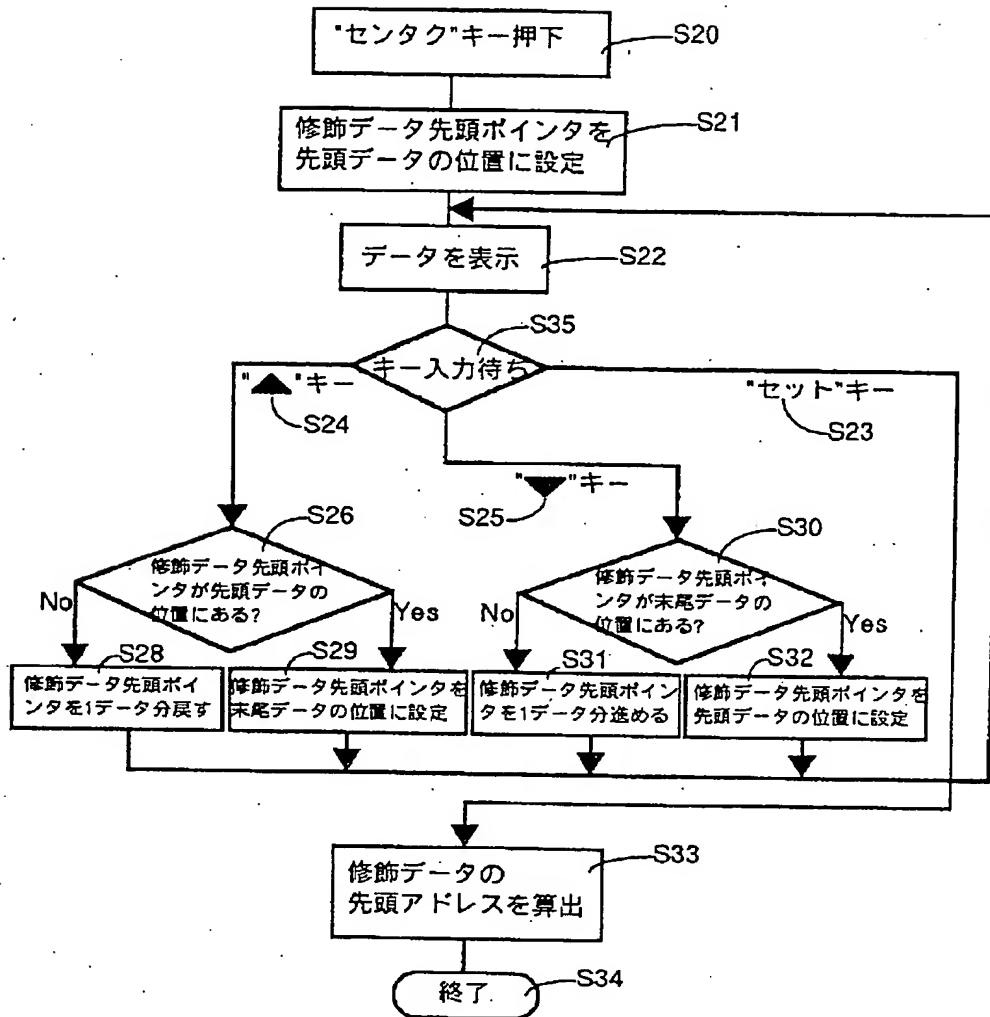 "センタク"キー押下
S20
修飾データ先頭ポインタを
先頭データの位置に設定
S21
データを表示
S22
S35
キー入力待ち
"▲"キー
S24
"セット"キー
S23
"▼"キー
S25
S26
修飾データ先頭ポイ
ンタが先頭データの
位置にある?
No
Yes
S30
修飾データ先頭ポイ
ンタが末尾データの
位置にある?
No
Yes
S28
修飾データ先頭ポイ
ンタを1データ分戻す
S29
修飾データ先頭ポインタを
末尾データの位置に設定
S31
修飾データ先頭ポイン
タを1データ分進める
S32
修飾データ先頭ポインタを
先頭データの位置に設定
S33
修飾データの
先頭アドレスを算出
終了
S34